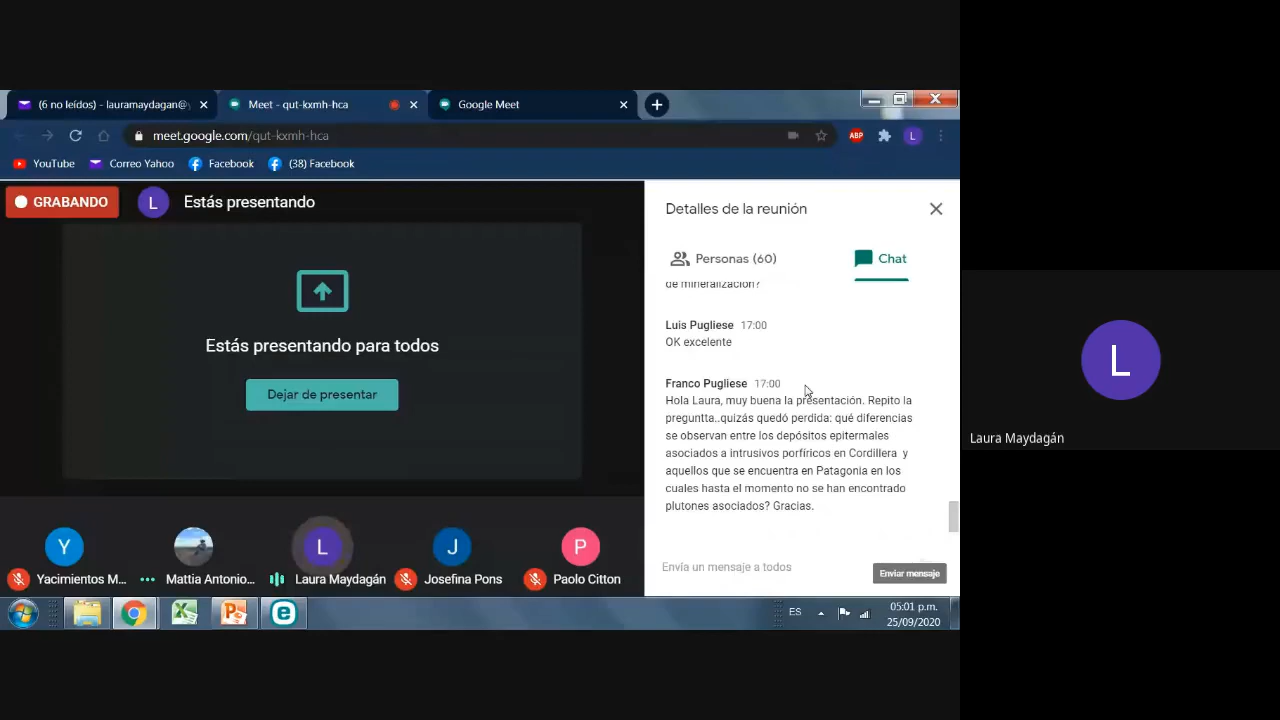 (6 no leídos) - lauramaydagan@
Meet - qut-kxmh-hca
Google Meet
meet.google.com/qut-kxmh-hca
ABP
L
YouTube
Correo Yahoo
Facebook
(38) Facebook
GRABANDO
L
Estás presentando
Estás presentando para todos
Dejar de presentar
Detalles de la reunión
Personas (60)
Chat
de mineralización?
Luis Pugliese 17:00
OK excelente
Franco Pugliese 17:00
Hola Laura, muy buena la presentación. Repito la
preguntta..quizás quedó perdida: qué diferencias
se observan entre los depósitos epitermales
asociados a intrusivos porfíricos en Cordillera y
aquellos que se encuentra en Patagonia en los
cuales hasta el momento no se han encontrado
plutones asociados? Gracias.
Envía un mensaje a todos
Enviar mensaje
Y
L
J
P
Yacimientos M...
Mattia Antonio...
Laura Maydagán
Josefina Pons
Paolo Citton
ES
05:01 p.m.
25/09/2020
L
Laura Maydagán